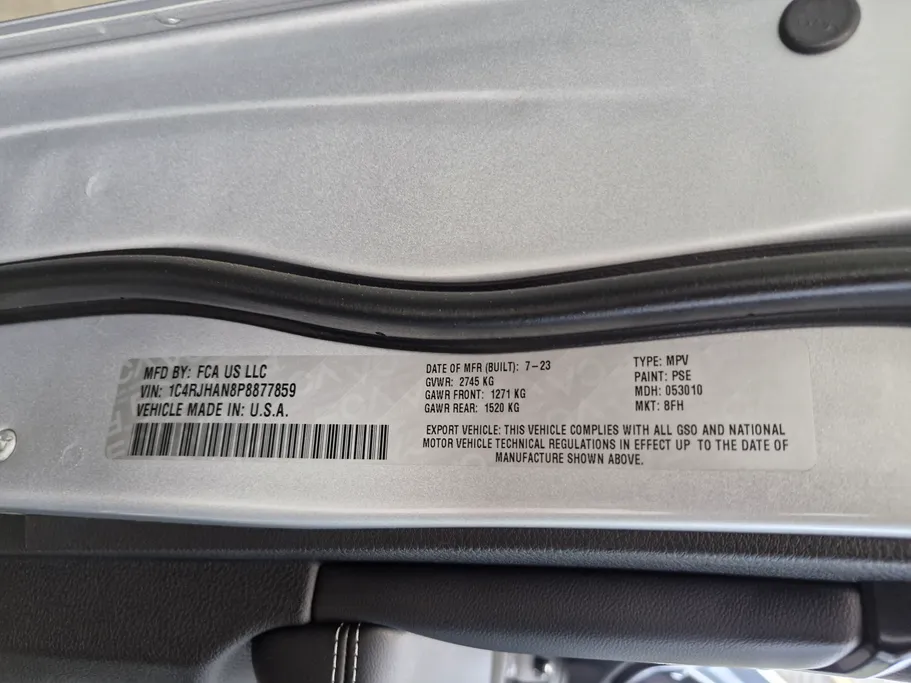 MFD BY: FCA US LLC
VIN: 1C4RJHAN8P8877859
VEHICLE MADE IN: U.S.A.
DATE OF MFR (BUILT): 7-23
GVWR: 2745 KG
GAWR FRONT: 1271 KG
GAWR REAR: 1520 KG
TYPE: MPV
PAINT: PSE
MDH: 053010
MKT: 8FH
EXPORT VEHICLE: THIS VEHICLE COMPLIES WITH ALL GSO AND NATIONAL
MOTOR VEHICLE TECHNICAL REGULATIONS IN EFFECT UP TO THE DATE OF
MANUFACTURE SHOWN ABOVE.